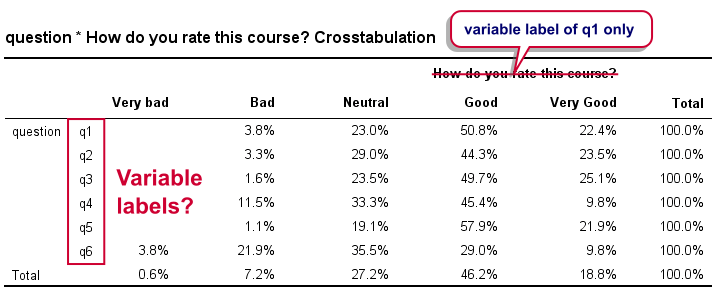 variable label of q1 only
question * How do you rate this course? Crosstabulation
How do you rate this course?
Very bad Bad Neutral Good Very Good Total
question q1 3.8% 23.0% 50.8% 22.4% 100.0%
q2 3.3% 29.0% 44.3% 23.5% 100.0%
q3 1.6% 23.5% 49.7% 25.1% 100.0%
q4 11.5% 33.3% 45.4% 9.8% 100.0%
q5 1.1% 19.1% 57.9% 21.9% 100.0%
q6 3.8% 21.9% 35.5% 29.0% 9.8% 100.0%
Total 0.6% 7.2% 27.2% 46.2% 18.8% 100.0%
Variable
labels?